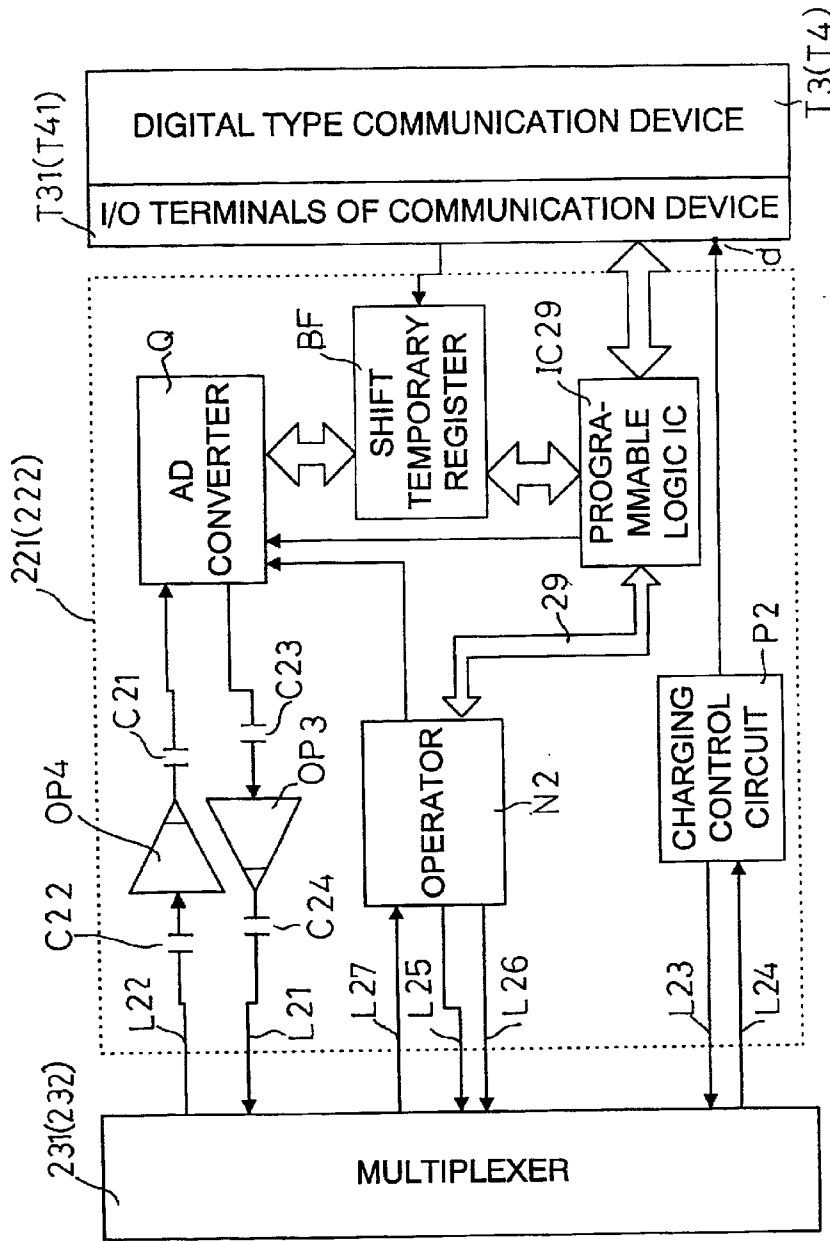 231(232)
MULTIPLEXER
L22
L21
L27
L25
L26
L23
L24
221(222)
C22
OP4
C21
C24
OP3
C23
Q
AD
CONVERTER
BF
SHIFT
TEMPORARY
REGISTER
OPERATOR
N2
29
IC29
PROGRA-
MMABLE
LOGIC IC
CHARGING
CONTROL
CIRCUIT
P2
d
T31(T41)
I/O TERMINALS OF COMMUNICATION DEVICE
DIGITAL TYPE COMMUNICATION DEVICE
T3(T4)